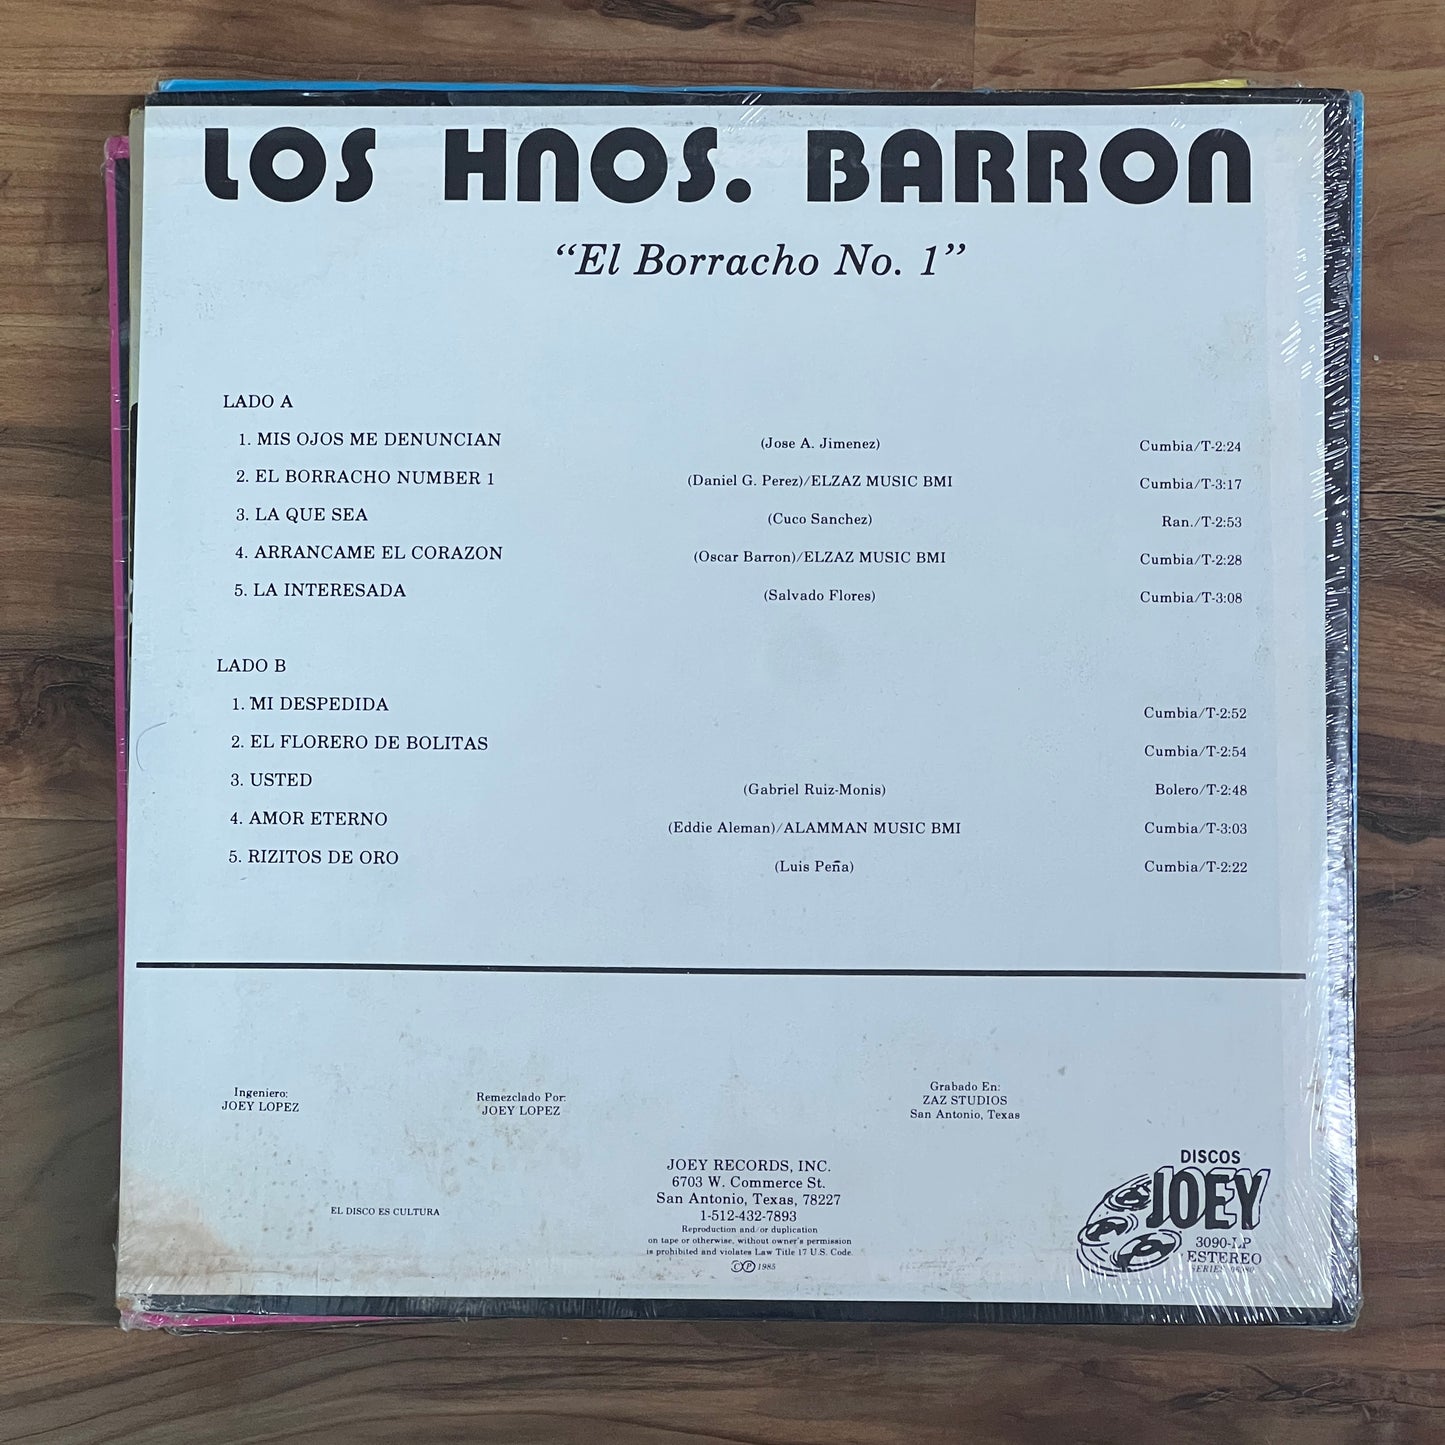 LOS HNOS. BARRON
“El Borracho No. 1”
LADO A
1. MIS OJOS ME DENUNCIAN (Jose A. Jimenez) Cumbia/T-2:24
2. EL BORRACHO NUMBER 1 (Daniel G. Perez)/ELZAZ MUSIC BMI Cumbia/T-3:17
3. LA QUE SEA (Cuco Sanchez) Ran./T-2:53
4. ARRANCAME EL CORAZON (Oscar Barron)/ELZAZ MUSIC BMI Cumbia/T-2:28
5. LA INTERESADA (Salvado Flores) Cumbia/T-3:08
LADO B
1. MI DESPEDIDA Cumbia/T-2:52
2. EL FLORERO DE BOLITAS Cumbia/T-2:54
3. USTED (Gabriel Ruiz-Monis) Bolero/T-2:48
4. AMOR ETERNO (Eddie Aleman)/ALAMMAN MUSIC BMI Cumbia/T-3:03
5. RIZITOS DE ORO (Luis Peña) Cumbia/T-2:22
Ingeniero:
JOEY LOPEZ
Remezclado Por:
JOEY LOPEZ
Grabado En:
ZAZ STUDIOS
San Antonio, Texas
EL DISCO ES CULTURA
JOEY RECORDS, INC.
6703 W. Commerce St.
San Antonio, Texas, 78227
1-512-432-7893
Reproduction and/or duplication
on tape or otherwise, without owner's permission
is prohibited and violates Law Title 17 U.S. Code.
©℗ 1985
DISCOS
JOEY
3090-LP
ESTEREO
SERIES